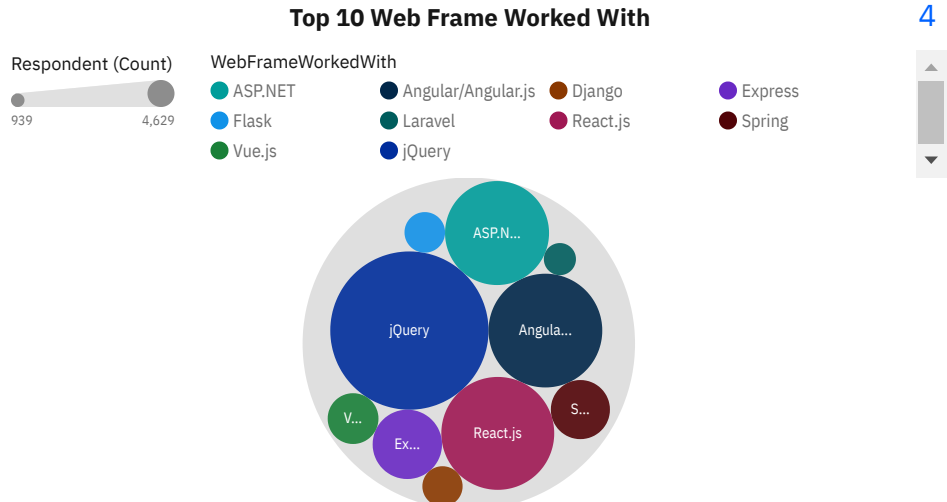 Top 10 Web Frame Worked With
4
Respondent (Count)
939 4,629
WebFrameWorkedWith
ASP.NET Angular/Angular.js Django Express
Flask Laravel React.js Spring
Vue.js jQuery
ASP.N...
jQuery Angula...
S...
V... Ex... React.js